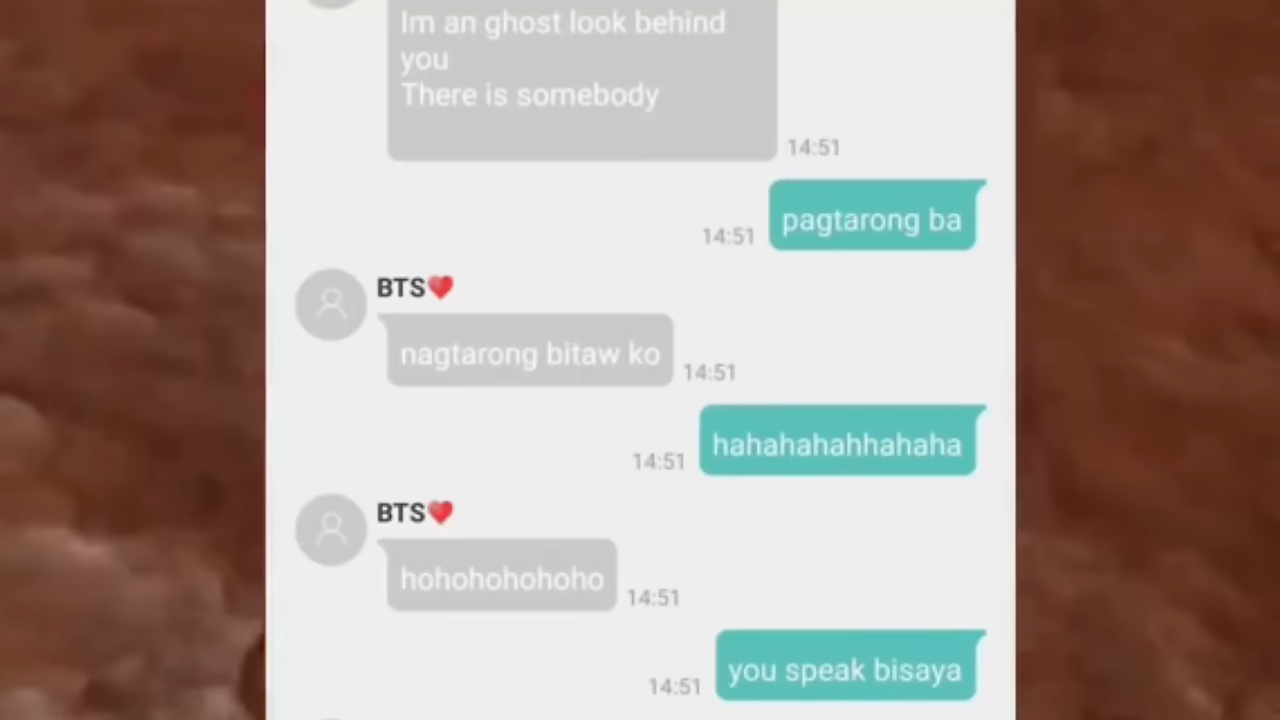 Im an ghost look behind
you
There is somebody
14:51
pagtarong ba
14:51
BTS❤️
nagtarong bitaw ko
14:51
hahahahahhahaha
14:51
BTS❤️
hohohohohoho
14:51
you speak bisaya
14:51